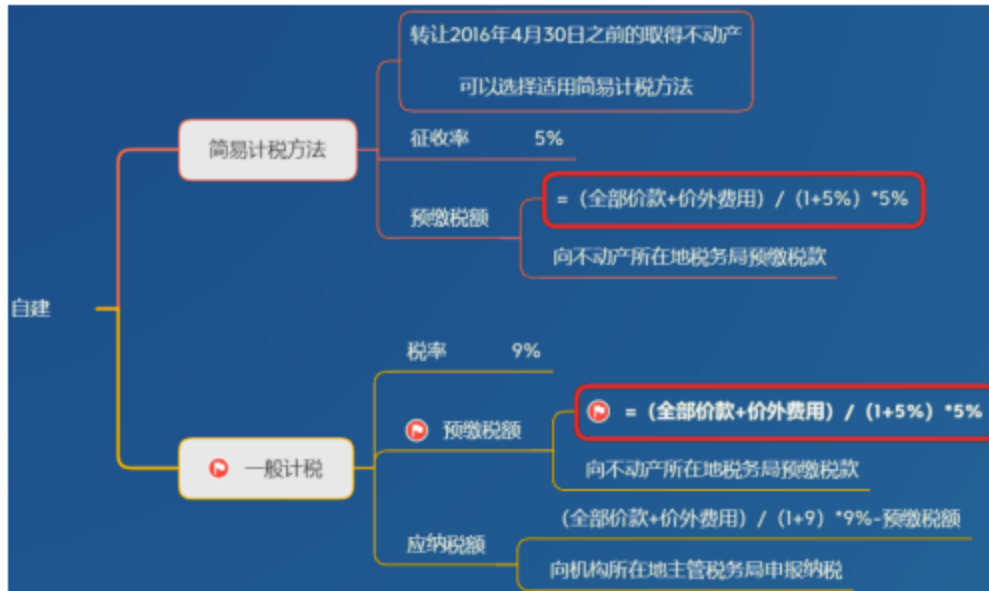 转让2016年4月30日之前的取得不动产
可以选择适用简易计税方法
简易计税方法
征收率 5%
预缴税额
=（全部价款+价外费用）/（1+5%）*5%
向不动产所在地税务局预缴税款
自建
税率 9%
一般计税
预缴税额
=（全部价款+价外费用）/（1+5%）*5%
向不动产所在地税务局预缴税款
应纳税额
（全部价款+价外费用）/（1+9）*9%-预缴税额
向机构所在地主管税务局申报纳税